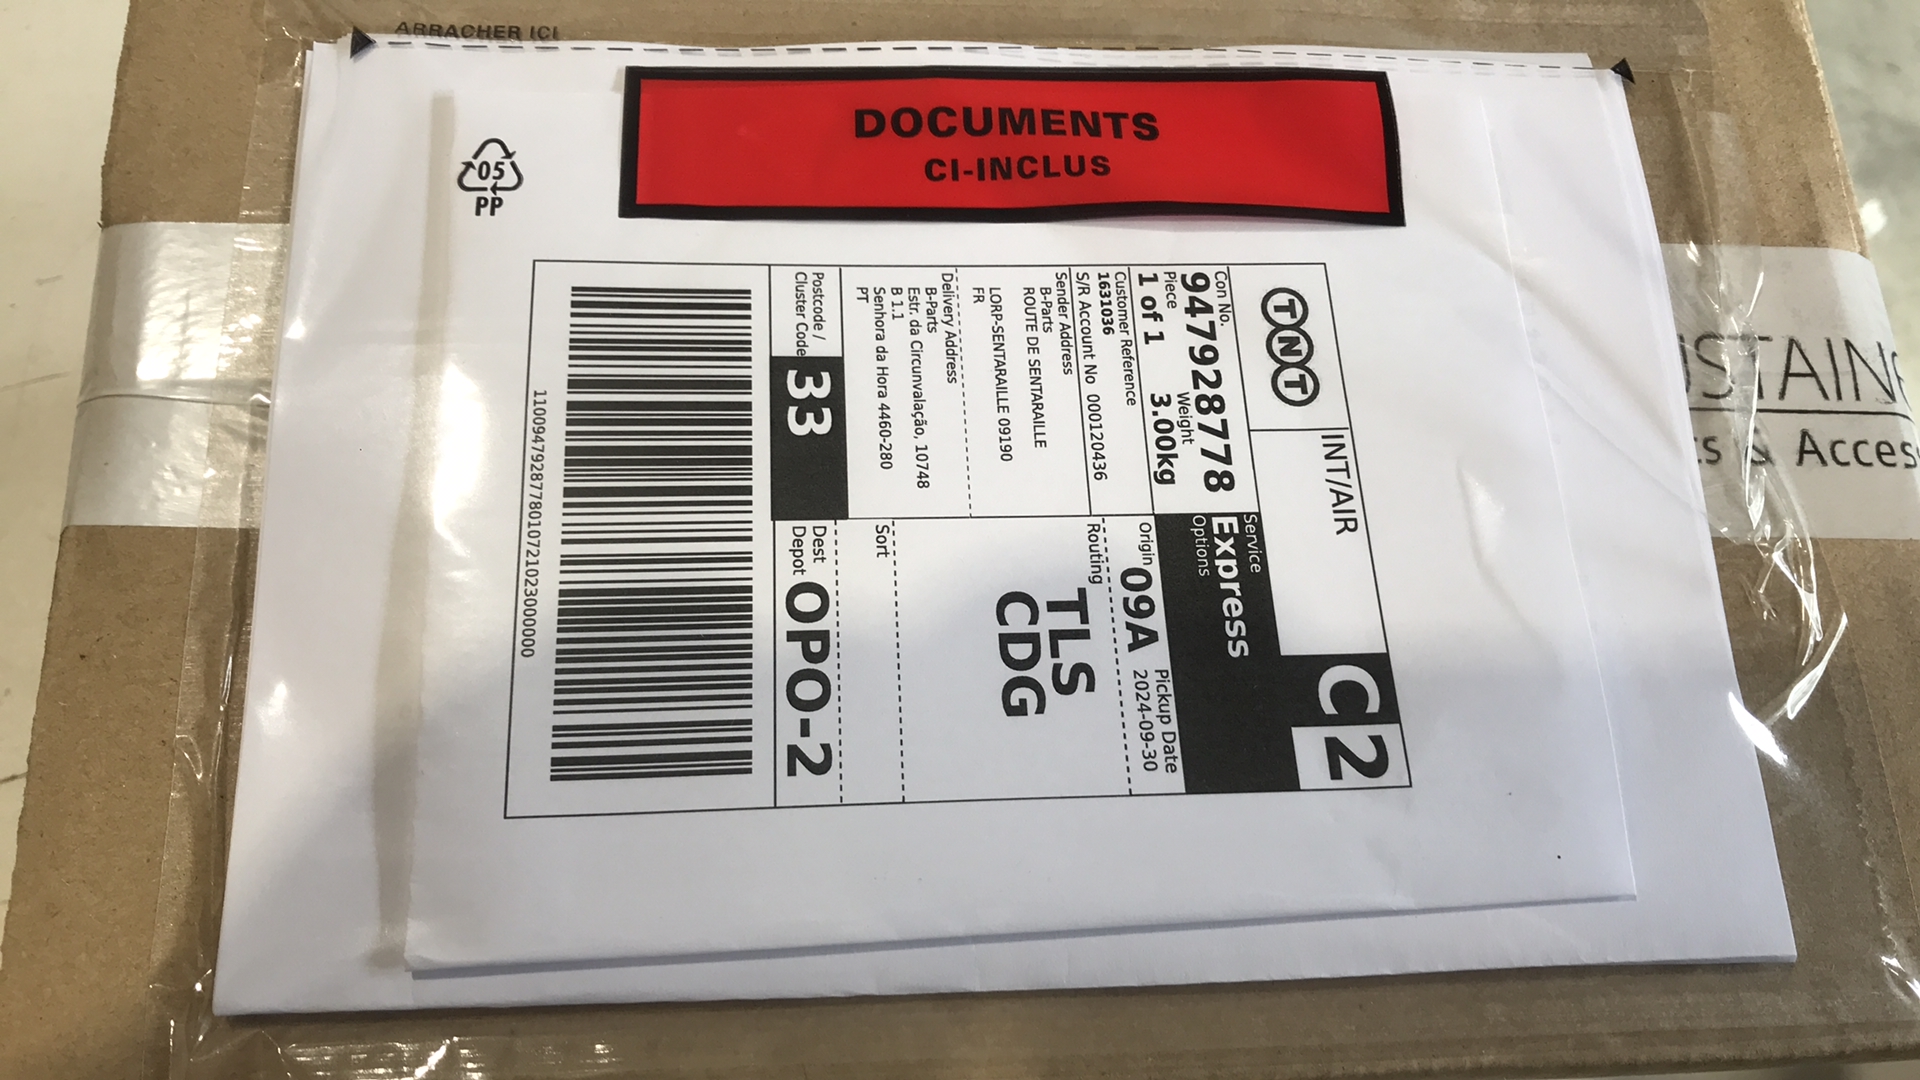 ARRACHER ICI
DOCUMENTS
CI-INCLUS
05
PP
TNT
INT/AIR
C2
Con No.
947928778
Piece
Weight
1 of 1
3.00kg
Service
Express
Options
Customer Reference
16310336
S/R Account No 000120436
Origin
09A
Pickup Date
2024-09-30
Sender Address
B-Parts
ROUTE DE SENTARAILLE
LORP-SENTARAILLE 09190
FR
Routing
TLS
CDG
Delivery Address
B-Parts
Estr. da Circunvalação, 10748
B 1.1
Senhora da Hora 4460-280
PT
Sort
Postcode /
Cluster Code
33
Dest
Depot
OPO-2
1100947928778010721023000000
& Acces